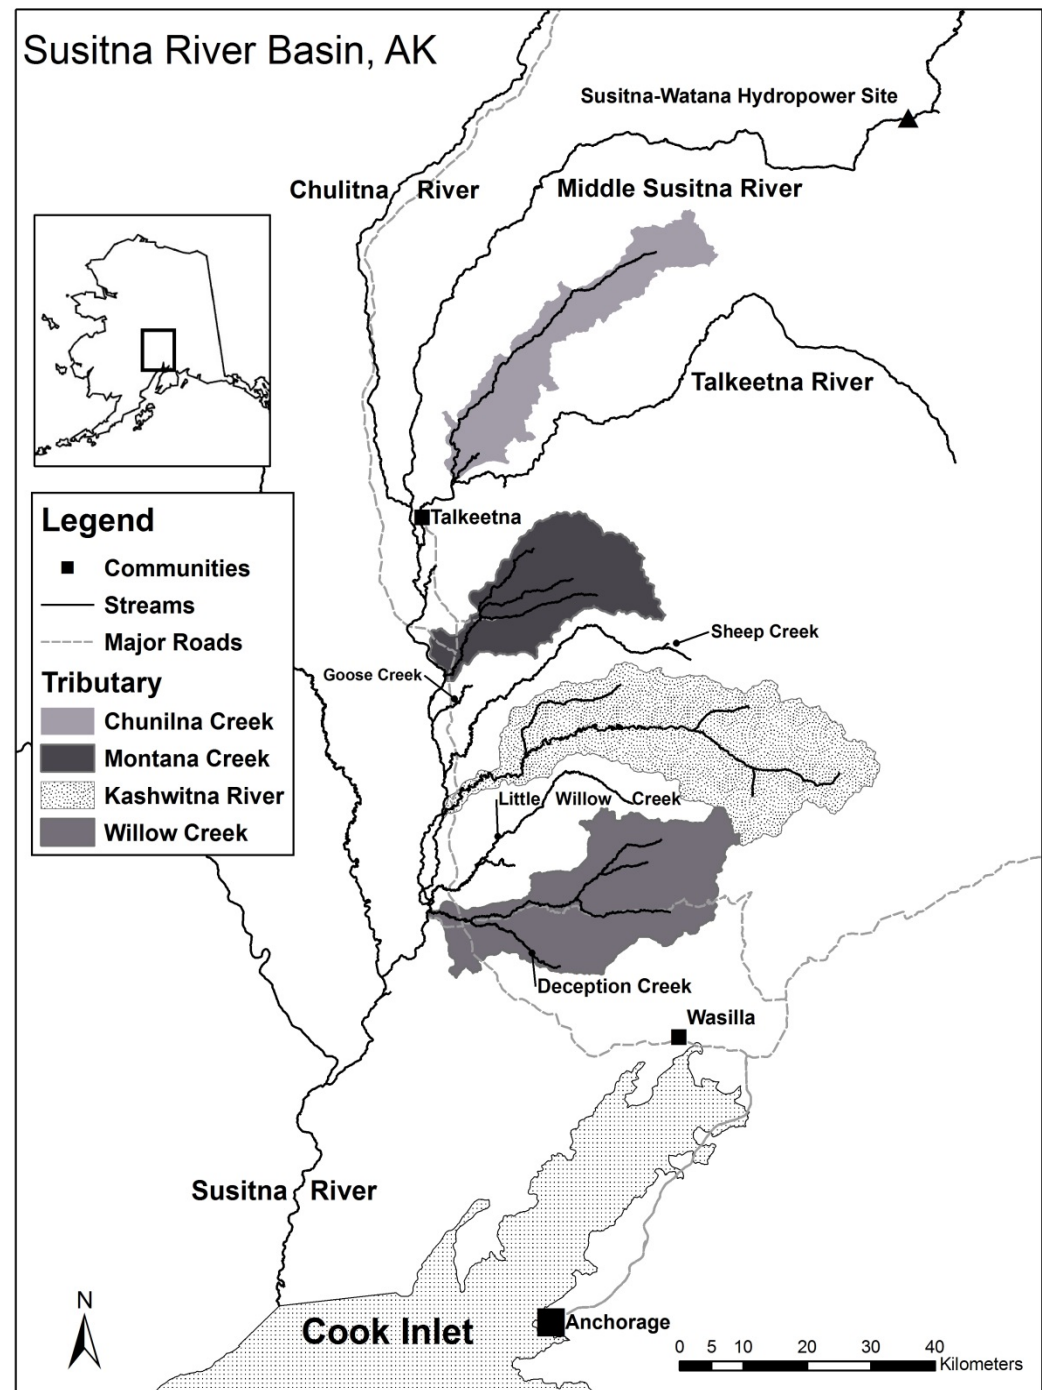 Susitna River Basin, AK
Susitna-Watana Hydropower Site
Chulitna River
Middle Susitna River
Talkeetna River
Talkeetna
Legend
Communities
Streams
Major Roads
Tributary
Chunilna Creek
Montana Creek
Kashwitna River
Willow Creek
Sheep Creek
Goose Creek
Little Willow Creek
Deception Creek
Wasilla
Susitna River
N
Cook Inlet
Anchorage
0 5 10 20 30 40
Kilometers